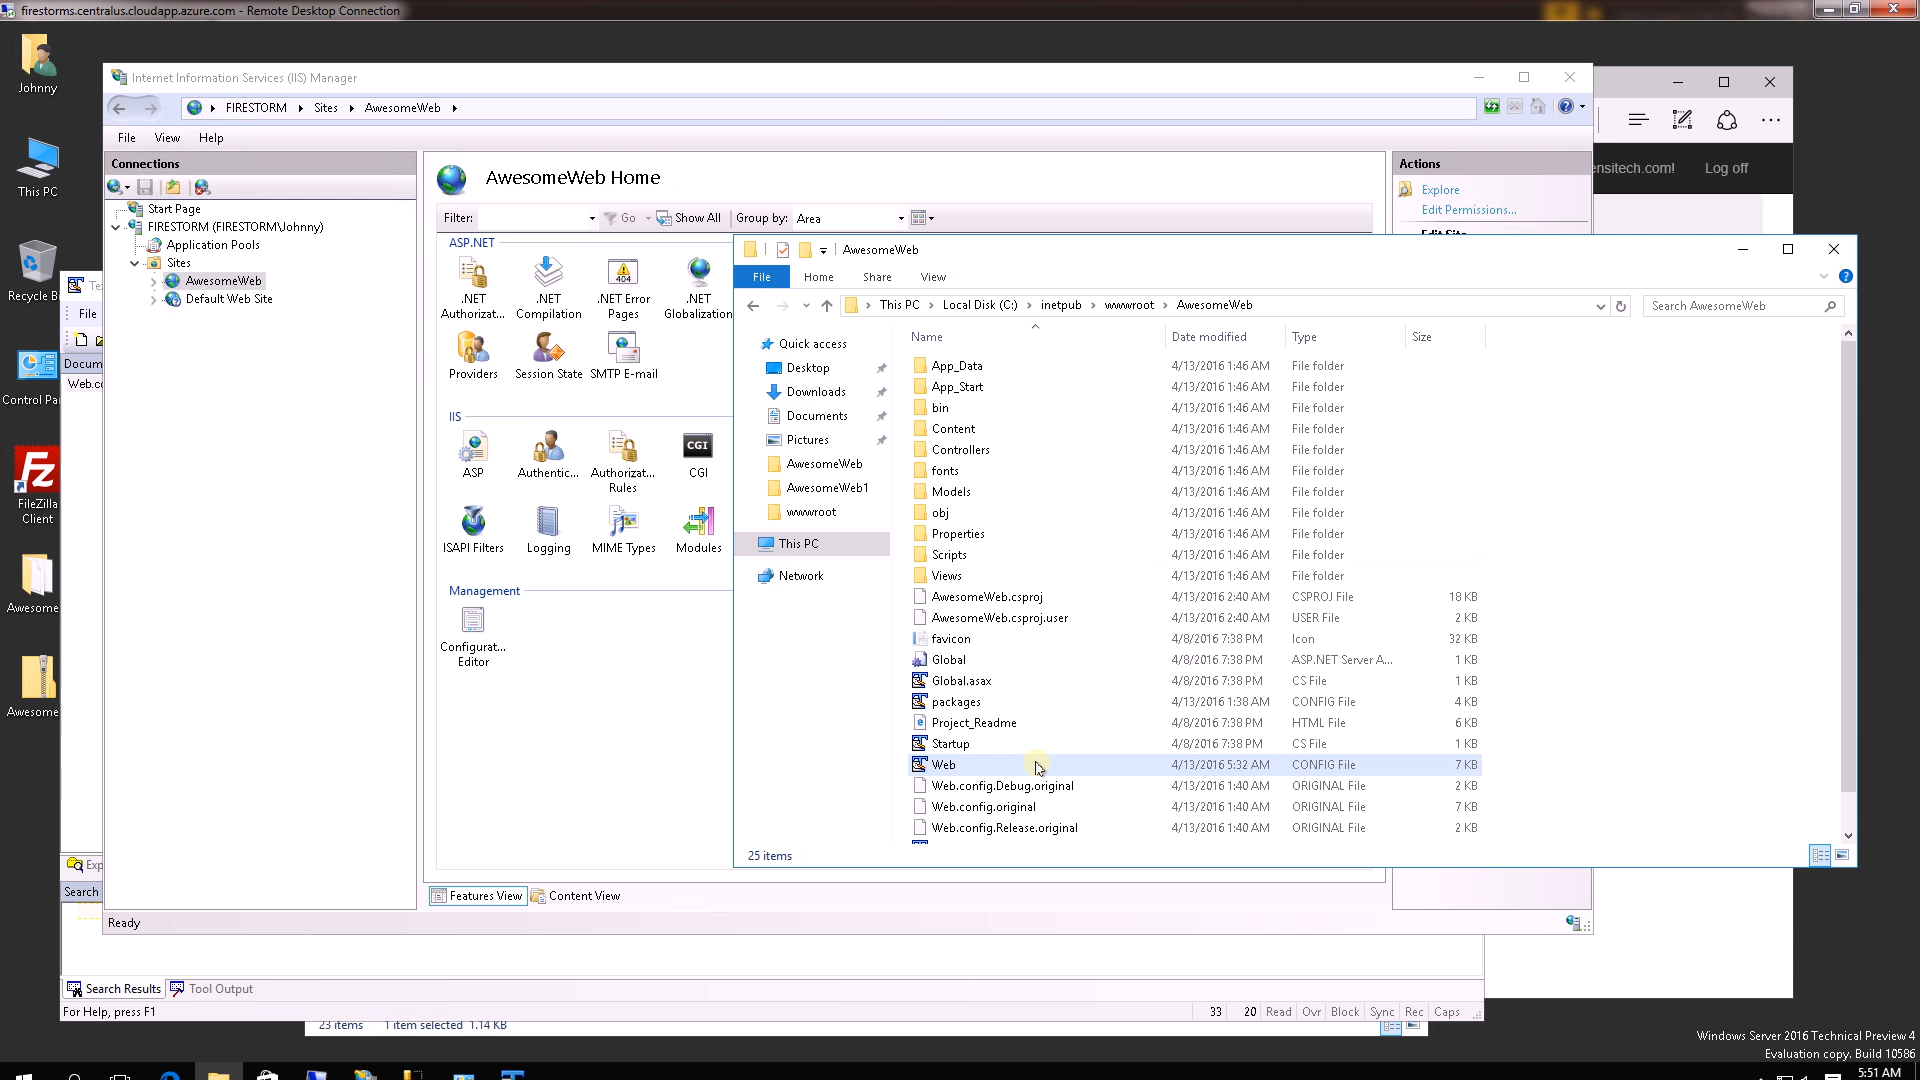 firestorms.centralus.cloudapp.azure.com - Remote Desktop Connection
Johnny
This PC
Recycle Bi
Control Pa
FileZilla
Client
Awesome
Awesome
Internet Information Services (IIS) Manager
FIRESTORM
Sites
AwesomeWeb
File
View
Help
Connections
Start Page
FIRESTORM (FIRESTORM\Johnny)
Application Pools
Sites
AwesomeWeb
Default Web Site
AwesomeWeb Home
Filter:
Go
Show All
Group by:
Area
ASP.NET
.NET
Authorizat...
.NET
Compilation
.NET Error
Pages
.NET
Globalization
Providers
Session State
SMTP E-mail
IIS
ASP
Authentic...
Authorizat...
Rules
CGI
CGI
ISAPI Filters
Logging
MIME Types
Modules
Management
Configurat...
Editor
Features View
Content View
Ready
Actions
Explore
Edit Permissions...
Edit Site
ensitech.com!
Log off
File
Docum
Web.co
Exp
Search
Search Results
Tool Output
For Help, press F1
33
20
Read
Ovr
Block
Sync
Rec
Caps
23 items
1 item selected 1.14 KB
AwesomeWeb
File
Home
Share
View
This PC
Local Disk (C:)
inetpub
wwwroot
AwesomeWeb
Search AwesomeWeb
Quick access
Desktop
Downloads
Documents
Pictures
AwesomeWeb
AwesomeWeb1
wwwroot
This PC
Network
Name Date modified Type Size
App_Data 4/13/2016 1:46 AM File folder
App_Start 4/13/2016 1:46 AM File folder
bin 4/13/2016 1:46 AM File folder
Content 4/13/2016 1:46 AM File folder
Controllers 4/13/2016 1:46 AM File folder
fonts 4/13/2016 1:46 AM File folder
Models 4/13/2016 1:46 AM File folder
obj 4/13/2016 1:46 AM File folder
Properties 4/13/2016 1:46 AM File folder
Scripts 4/13/2016 1:46 AM File folder
Views 4/13/2016 1:46 AM File folder
AwesomeWeb.csproj 4/13/2016 2:40 AM CSPROJ File 18 KB
AwesomeWeb.csproj.user 4/13/2016 2:40 AM USER File 2 KB
favicon 4/8/2016 7:38 PM Icon 32 KB
Global 4/8/2016 7:38 PM ASP.NET Server A... 1 KB
Global.asax 4/8/2016 7:38 PM CS File 1 KB
packages 4/13/2016 1:38 AM CONFIG File 4 KB
Project_Readme 4/8/2016 7:38 PM HTML File 6 KB
Startup 4/8/2016 7:38 PM CS File 1 KB
Web 4/13/2016 5:32 AM CONFIG File 7 KB
Web.config.Debug.original 4/13/2016 1:40 AM ORIGINAL File 2 KB
Web.config.original 4/13/2016 1:40 AM ORIGINAL File 7 KB
Web.config.Release.original 4/13/2016 1:40 AM ORIGINAL File 2 KB
25 items
Windows Server 2016 Technical Preview 4
Evaluation copy. Build 10586
5:51 AM